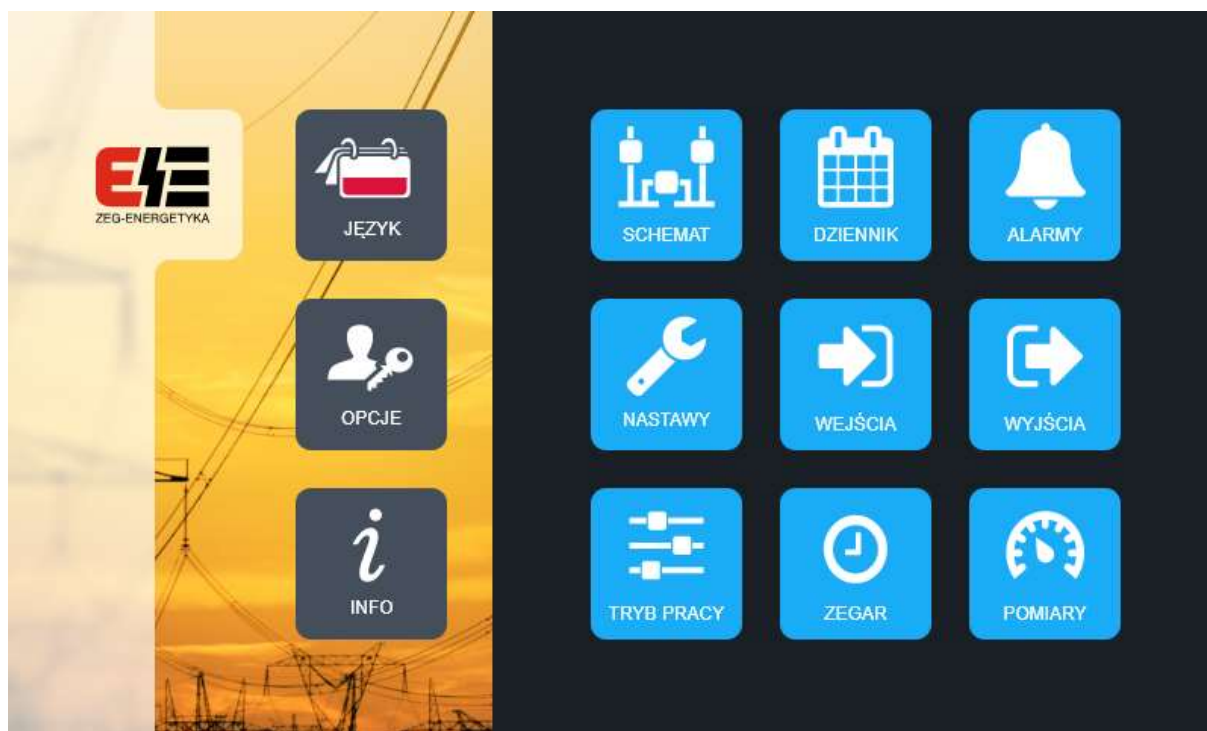 ZEG-ENERGETYKA
JĘZYK
OPCJE
INFO
SCHEMAT
DZIENNIK
ALARMY
NASTAWY
WEJŚCIA
WYJŚCIA
TRYB PRACY
ZEGAR
POMIARY